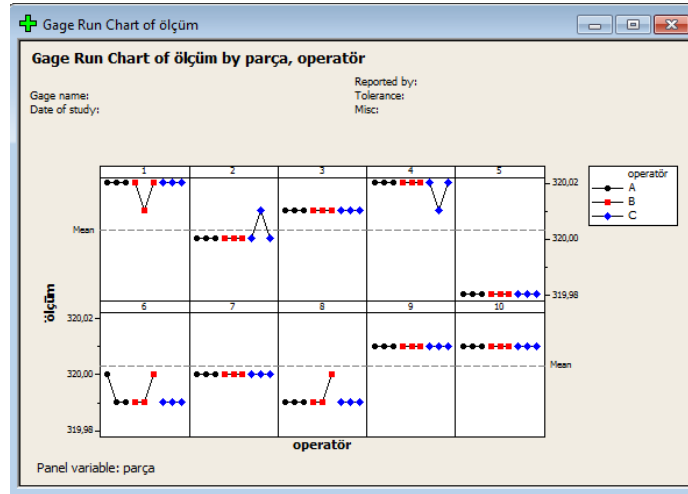 Gage Run Chart of ölçüm
Gage Run Chart of ölçüm by parça, operatör
Reported by:
Gage name:
Tolerance:
Date of study:
Misc:
1 2 3 4 5
operatör
A
B
C
320,02
Mean
320,00
319,98
ölçüm
6 7 8 9 10
320,02
320,00
Mean
319,98
operatör
Panel variable: parça